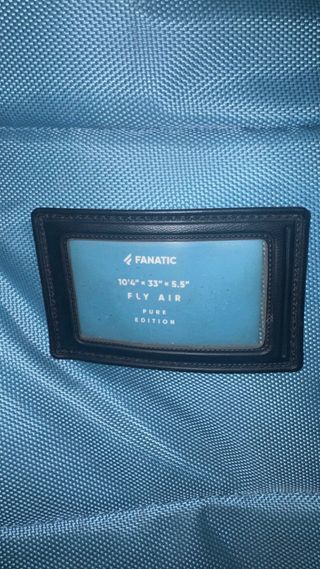 FANATIC
10'4" × 33" × 5.5"
FLY AIR
PURE
EDITION